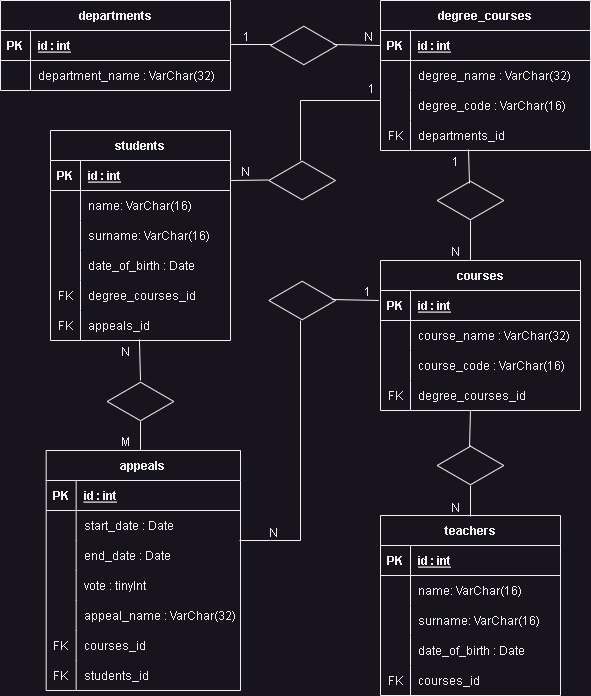 departments
PK id : int
department_name : VarChar(32)
1
N
degree_courses
PK id : int
degree_name : VarChar(32)
degree_code : VarChar(16)
FK departments_id
1
N
1
N
students
PK id : int
name: VarChar(16)
surname: VarChar(16)
date_of_birth : Date
FK degree_courses_id
FK appeals_id
N
M
courses
PK id : int
course_name : VarChar(32)
course_code : VarChar(16)
FK degree_courses_id
1
N
N
appeals
PK id : int
start_date : Date
end_date : Date
vote : tinyInt
appeal_name : VarChar(32)
FK courses_id
FK students_id
teachers
PK id : int
name: VarChar(16)
surname: VarChar(16)
date_of_birth : Date
FK courses_id